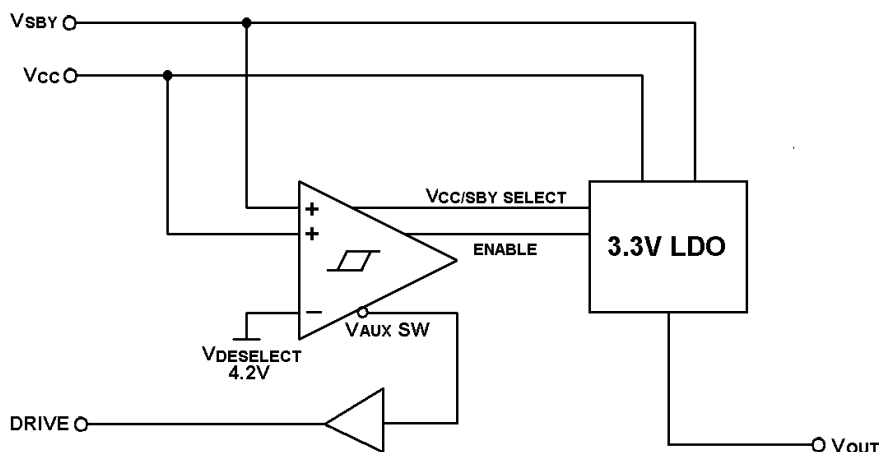 VSBY
VCC
+
+
−
VCC/SBY SELECT
ENABLE
3.3V LDO
VAUX SW
VDESELECT
4.2V
DRIVE
VOUT